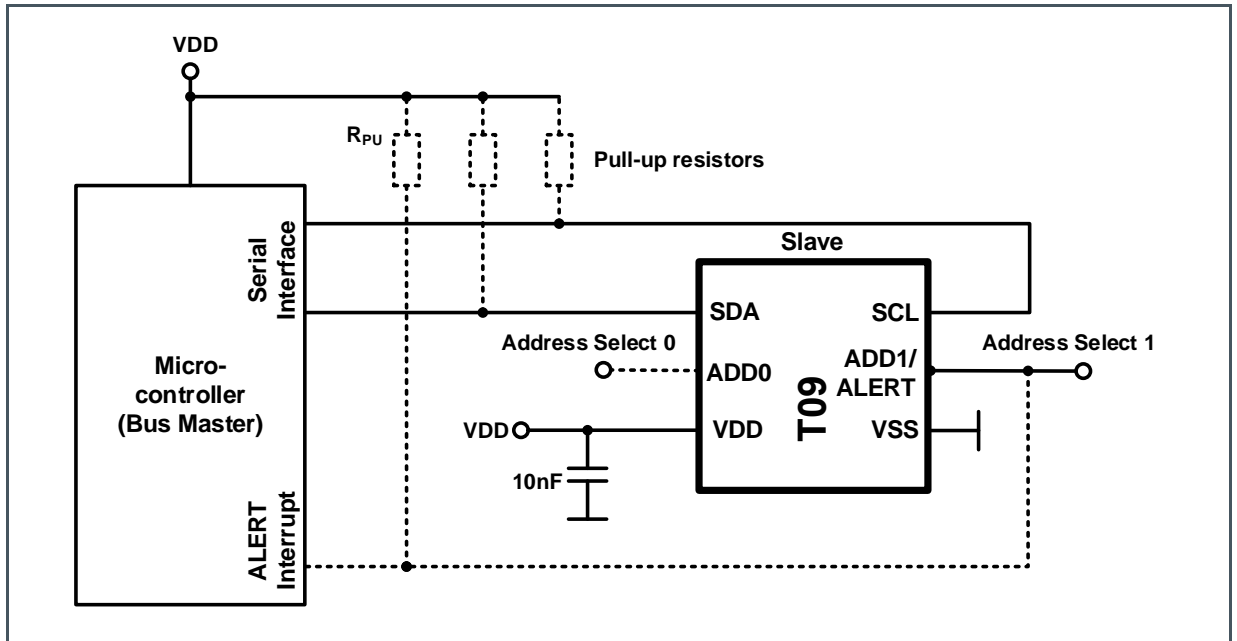 VDD
R_PU
Pull-up resistors
Serial
Interface
Slave
SDA
SCL
Address Select 0
Address Select 1
ADD0
ADD1/
ALERT
Micro-
controller
(Bus Master)
T09
VDD
VDD
VSS
10nF
ALERT
Interrupt